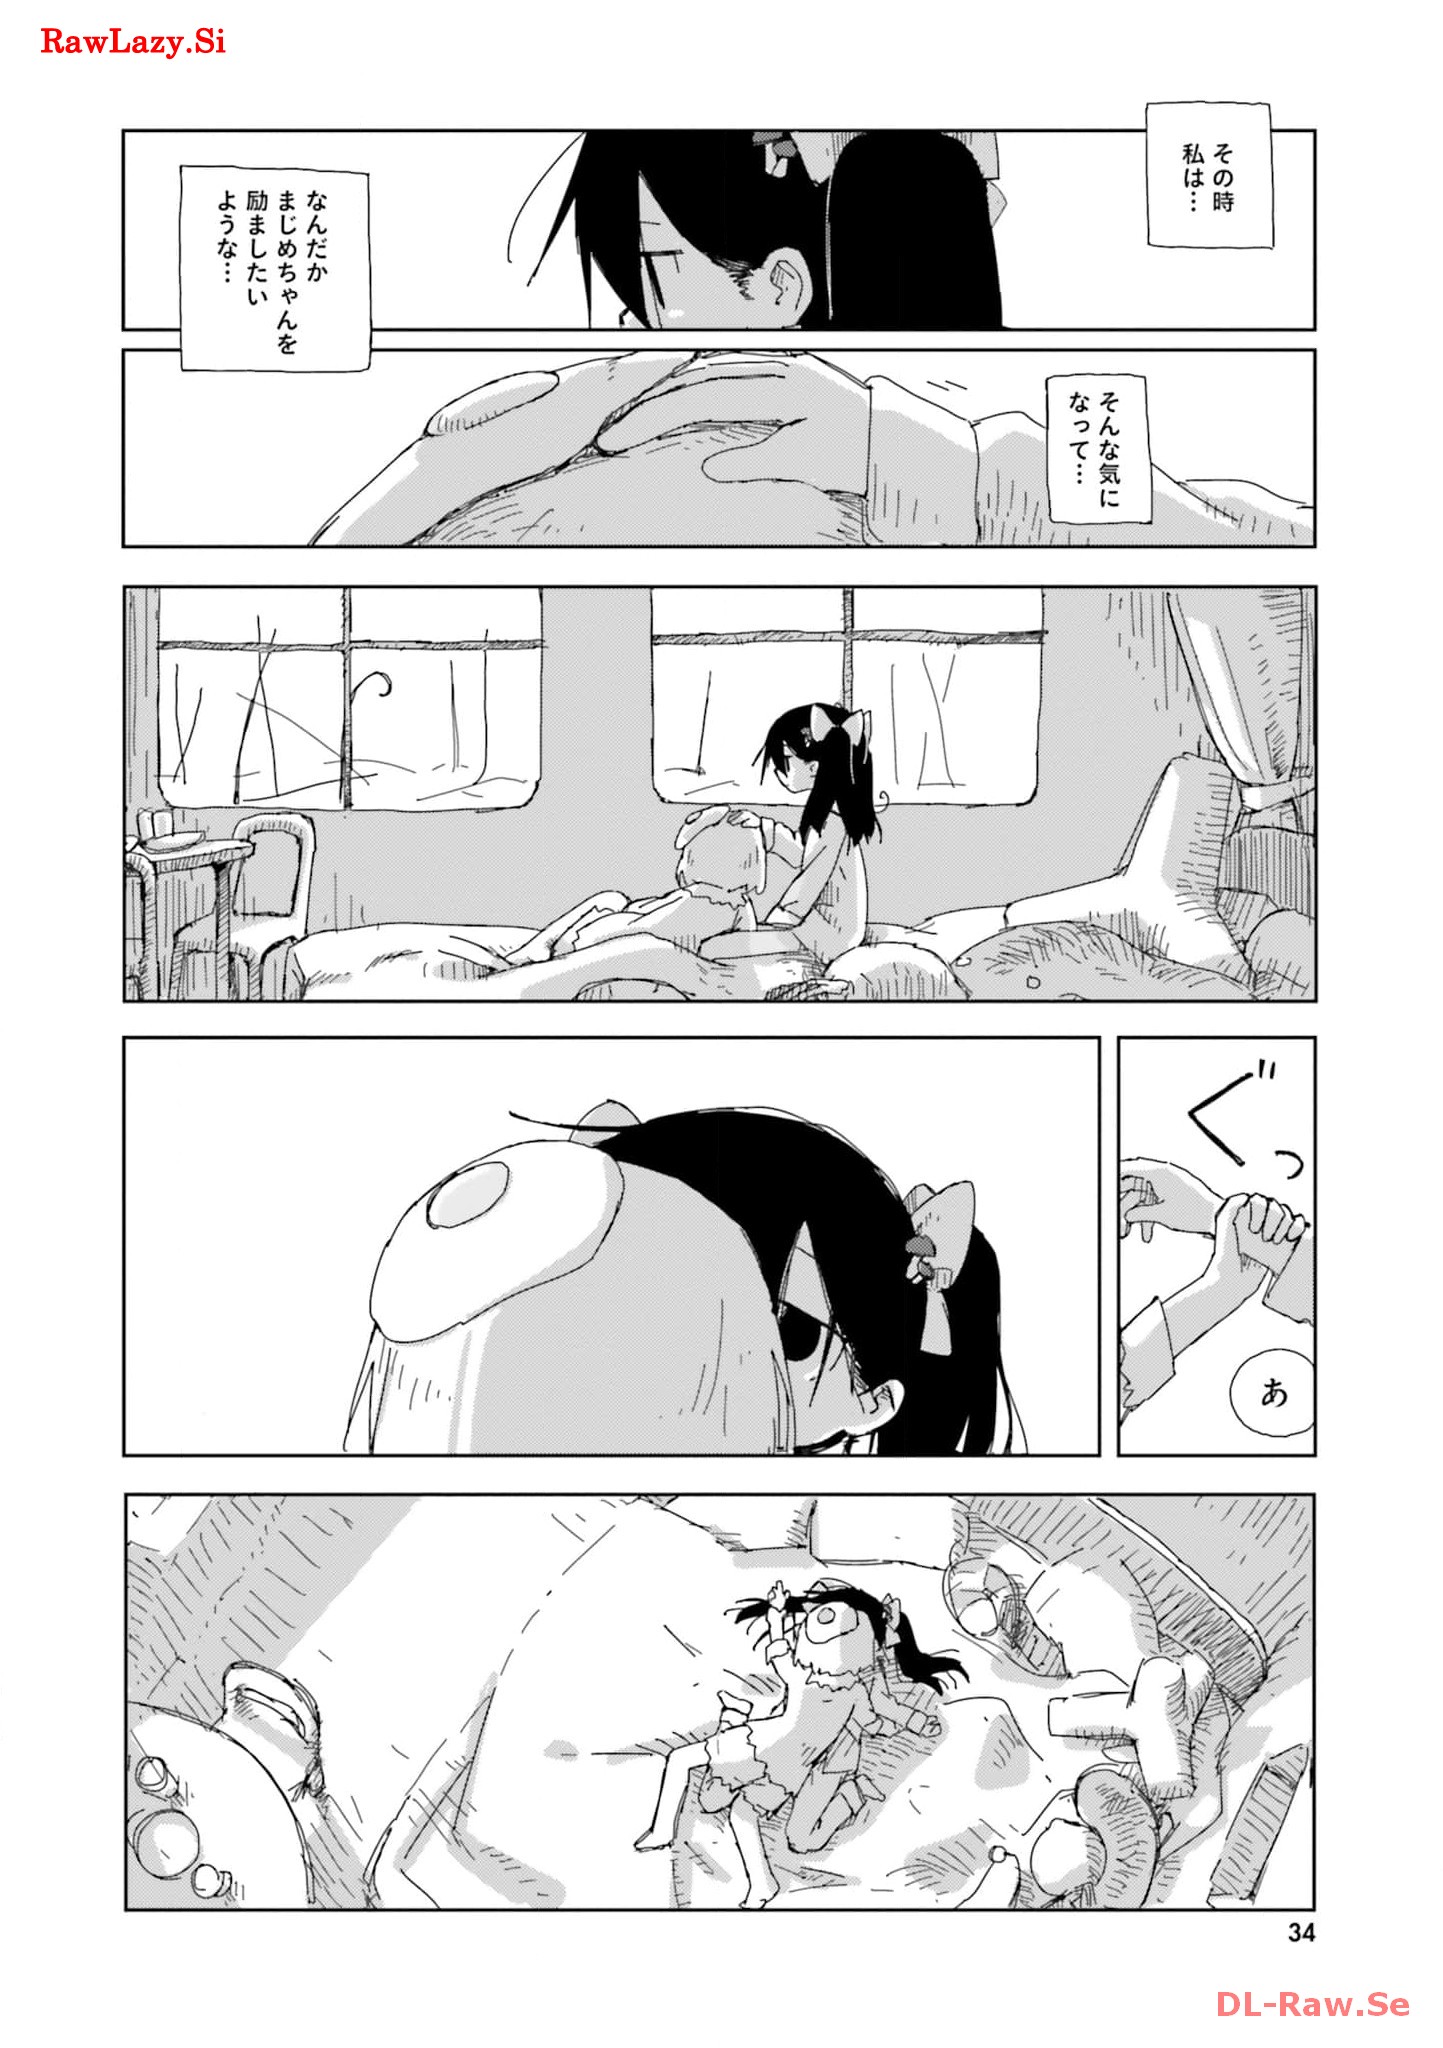 RawLazy.Si
その時
私は…
なんだか
まじめちゃんを
励ましたい
ような…
そんな気に
なって…
ぐっ
あ
34
DL-Raw.Se